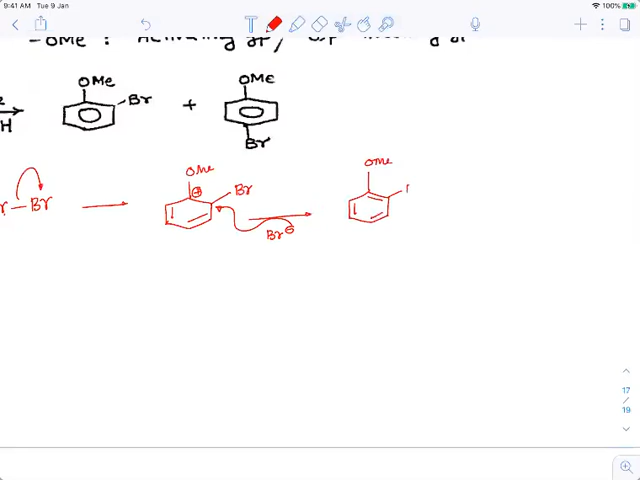 9:41 AM Tue 9 Jan
100%
-OMe : Activating gp,
OMe
OMe
Br
+
H
Br
OMe
OMe
⊕
Br
Br
Br⊖
17
/
19